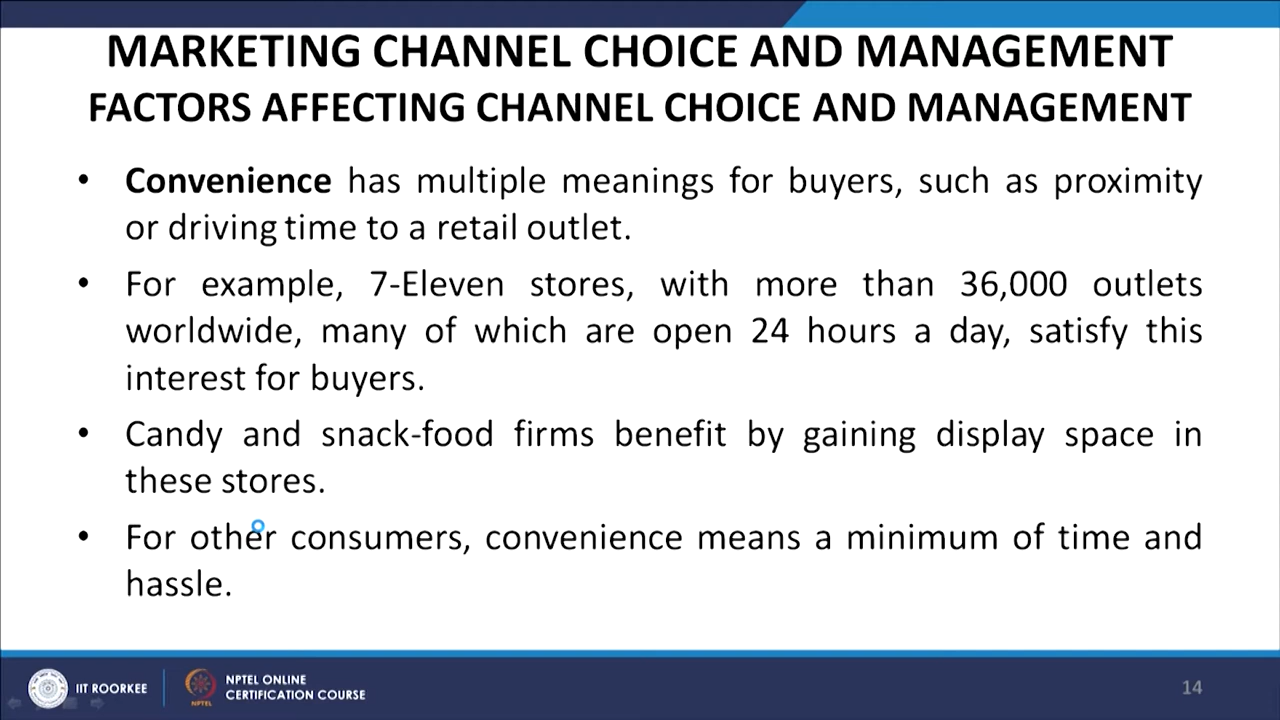 MARKETING CHANNEL CHOICE AND MANAGEMENT
FACTORS AFFECTING CHANNEL CHOICE AND MANAGEMENT
• Convenience has multiple meanings for buyers, such as proximity
or driving time to a retail outlet.
• For example, 7-Eleven stores, with more than 36,000 outlets
worldwide, many of which are open 24 hours a day, satisfy this
interest for buyers.
• Candy and snack-food firms benefit by gaining display space in
these stores.
• For other consumers, convenience means a minimum of time and
hassle.
IIT ROORKEE
NPTEL
NPTEL ONLINE
CERTIFICATION COURSE
14